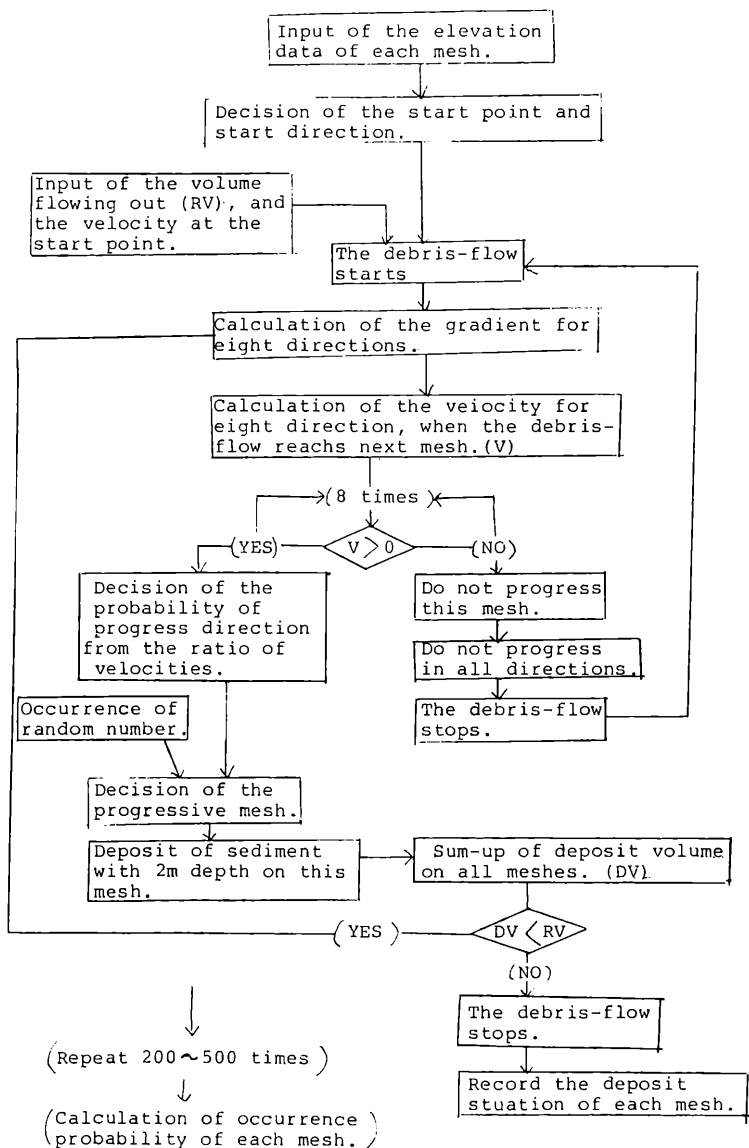 Input of the elevation
data of each mesh.
Decision of the start point and
start direction.
Input of the volume
flowing out (RV), and
the velocity at the
start point.
The debris-flow
starts
Calculation of the gradient for
eight directions.
Calculation of the veiocity for
eight direction, when the debris-
flow reachs next mesh.(V)
(8 times)
(YES)
V > 0
(NO)
Decision of the
probability of
progress direction
from the ratio of
velocities.
Do not progress
this mesh.
Do not progress
in all directions.
The debris-flow
stops.
Occurrence of
random number.
Decision of the
progressive mesh.
Deposit of sediment
with 2m depth on this
mesh.
Sum-up of deposit volume
on all meshes. (DV)
(YES)
DV < RV
(NO)
The debris-flow
stops.
Record the deposit
stuation of each mesh.
(Repeat 200~500 times)
(Calculation of occurrence
probability of each mesh.)